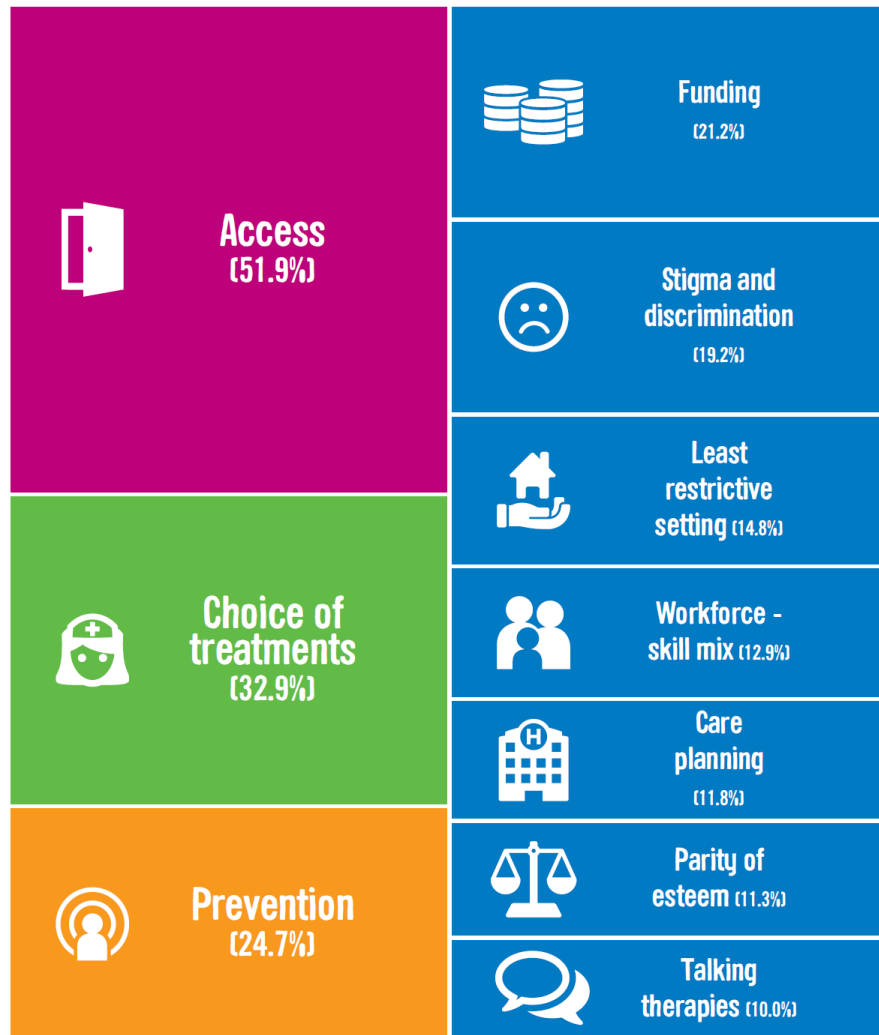 Access
(51.9%)
Choice of
treatments
(32.9%)
Prevention
(24.7%)
Funding
(21.2%)
Stigma and
discrimination
(19.2%)
Least
restrictive
setting (14.8%)
Workforce -
skill mix (12.9%)
H
Care
planning
(11.8%)
Parity of
esteem (11.3%)
Talking
therapies (10.0%)